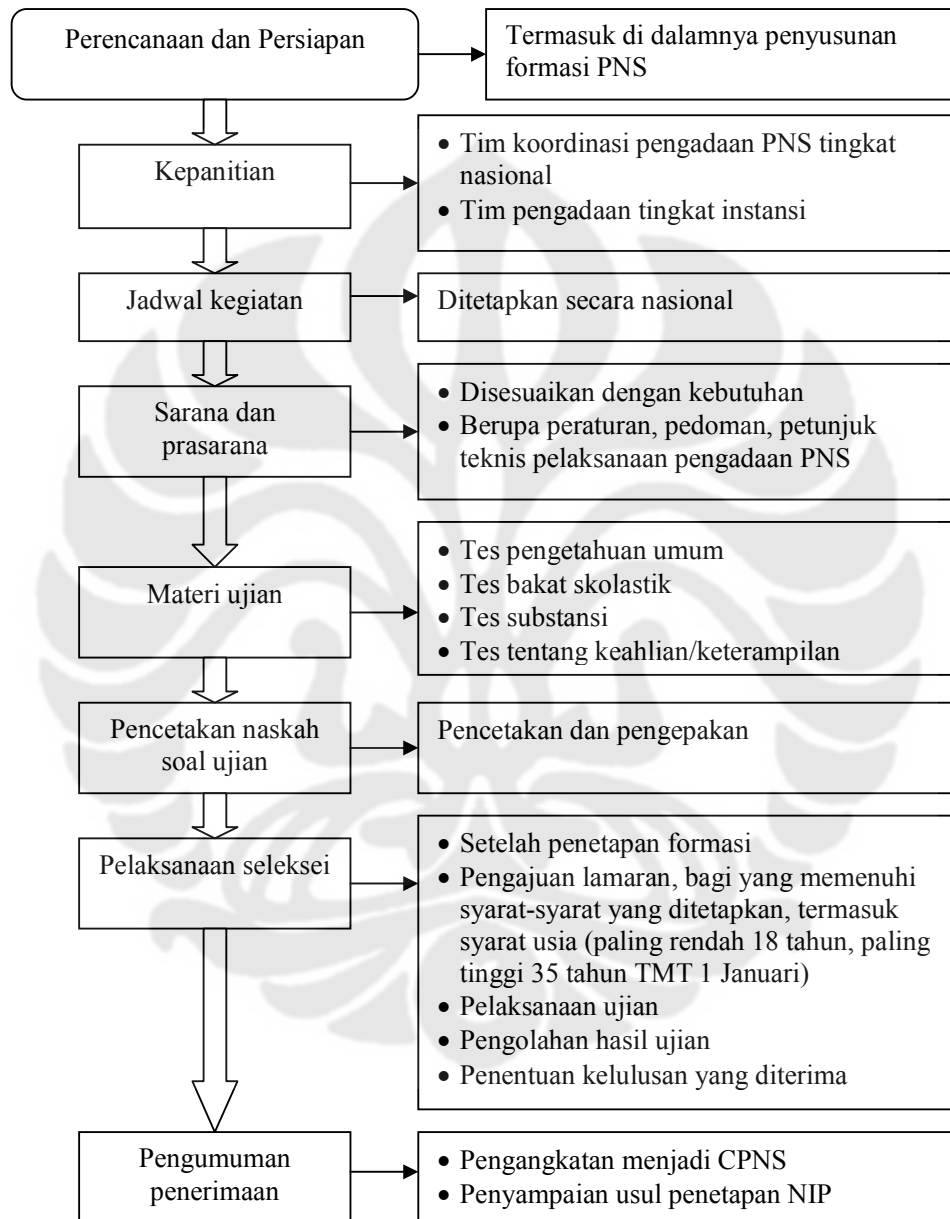 Perencanaan dan Persiapan
Termasuk di dalamnya penyusunan
formasi PNS
Kepanitian
• Tim koordinasi pengadaan PNS tingkat
nasional
• Tim pengadaan tingkat instansi
Jadwal kegiatan
Ditetapkan secara nasional
Sarana dan
prasarana
• Disesuaikan dengan kebutuhan
• Berupa peraturan, pedoman, petunjuk
teknis pelaksanaan pengadaan PNS
Materi ujian
• Tes pengetahuan umum
• Tes bakat skolastik
• Tes substansi
• Tes tentang keahlian/keterampilan
Pencetakan naskah
soal ujian
Pencetakan dan pengepakan
Pelaksanaan seleksei
• Setelah penetapan formasi
• Pengajuan lamaran, bagi yang memenuhi
syarat-syarat yang ditetapkan, termasuk
syarat usia (paling rendah 18 tahun, paling
tinggi 35 tahun TMT 1 Januari)
• Pelaksanaan ujian
• Pengolahan hasil ujian
• Penentuan kelulusan yang diterima
Pengumuman
penerimaan
• Pengangkatan menjadi CPNS
• Penyampaian usul penetapan NIP